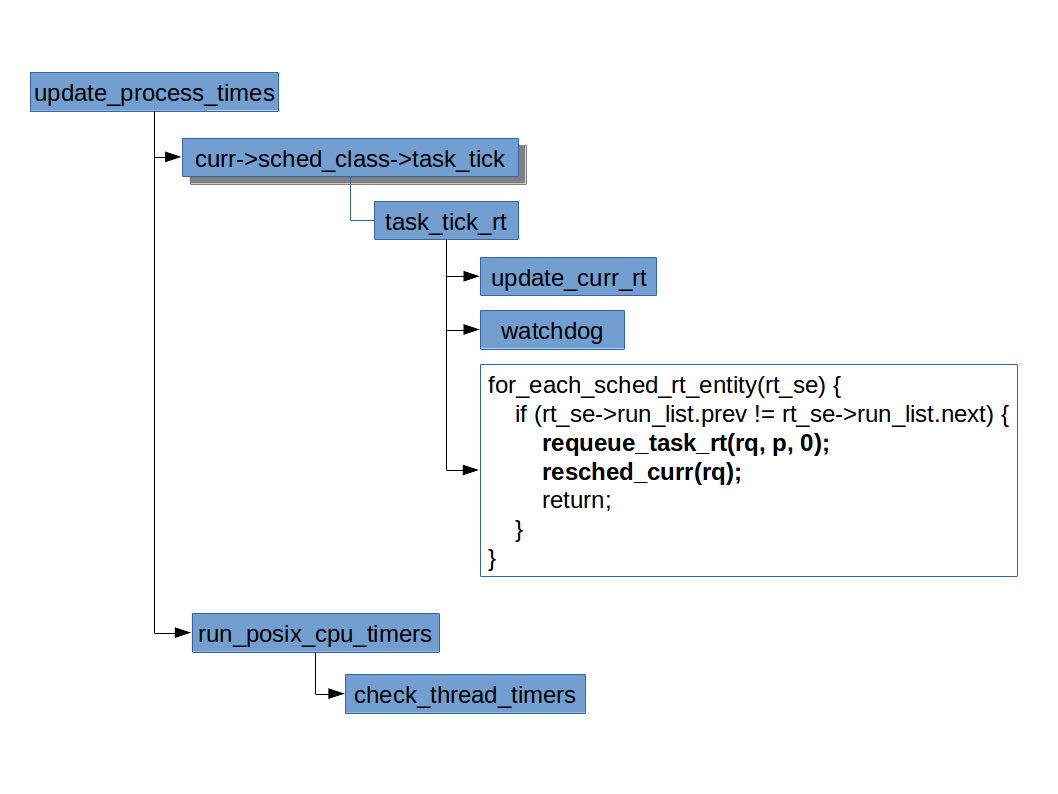 update_process_times
curr->sched_class->task_tick
task_tick_rt
update_curr_rt
watchdog
for_each_sched_rt_entity(rt_se) {
if (rt_se->run_list.prev != rt_se->run_list.next) {
requeue_task_rt(rq, p, 0);
resched_curr(rq);
return;
}
}
run_posix_cpu_timers
check_thread_timers